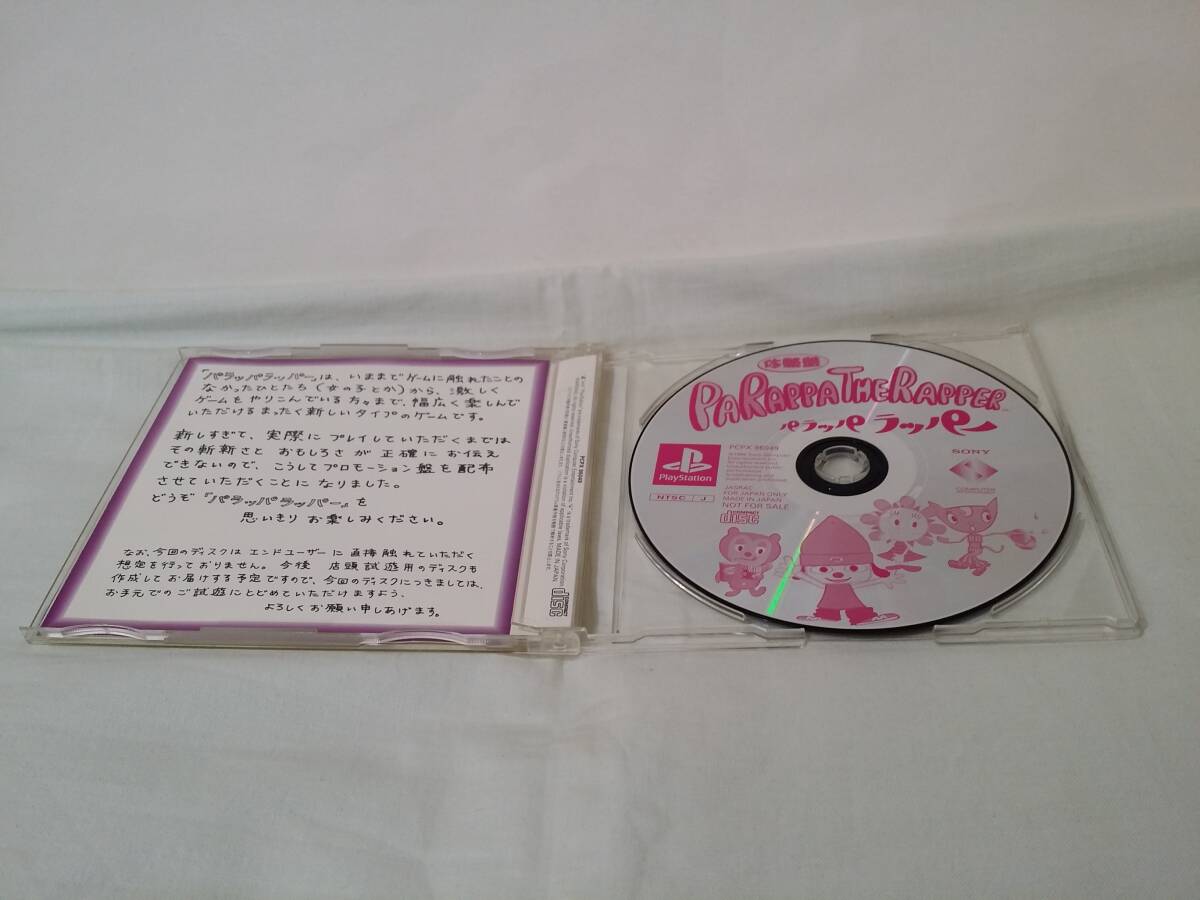 『パラッパラッパー』は、いままでゲームに触れたことの
なかったひとたち（女の子とか）から、激しく
ゲームをやりこんでいる方々まで、幅広く楽しんで
いただけるまったく新しいタイプのゲームです。
新しすぎて、実際にプレイしていただくまでは
その斬新さと おもしろさが 正確に お伝え
できないので、こうしてプロモーション盤を配布
させていただくことになりました。
どうぞ『パラッパラッパー』を
思いきり お楽しみください。
なお、今回のディスクは エンドユーザーに 直接触れていただく
想定を行っておりません。今後 店頭試遊用のディスクも
作成してお届けする予定ですので、今回のディスクにつきましては、
お手元でのご試遊にとどめていただけますよう、
よろしくお願い申しあげます。
PCPX 96049
MADE IN JAPAN
COMPACT
disc
体験盤
PARAPPA THE RAPPER
パラッパラッパー
PCPX 96049
PlayStation
NTSC J
JASRAC
FOR JAPAN ONLY
MADE IN JAPAN
NOT FOR SALE
COMPACT
disc
SONY
COMPUTER